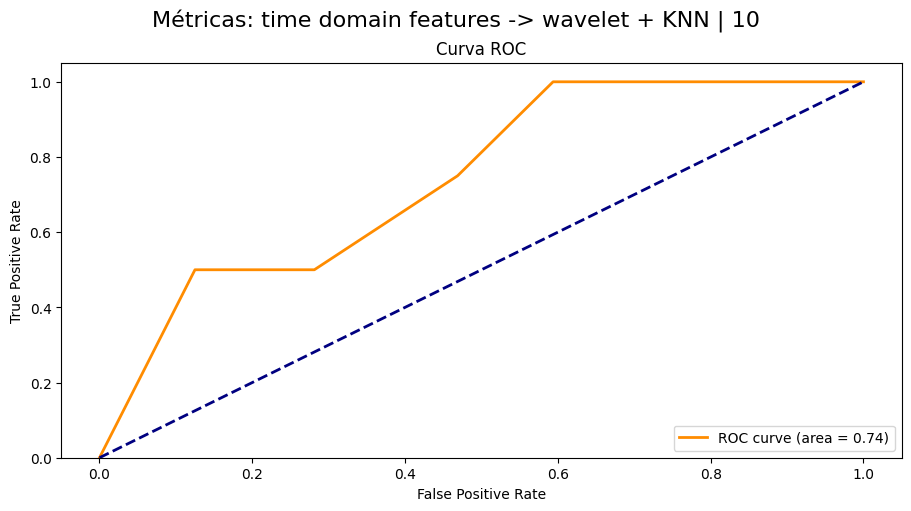 Métricas: time domain features -> wavelet + KNN | 10
Curva ROC
1.0
0.8
0.6
0.4
0.2
0.0
True Positive Rate
0.0 0.2 0.4 0.6 0.8 1.0
False Positive Rate
ROC curve (area = 0.74)